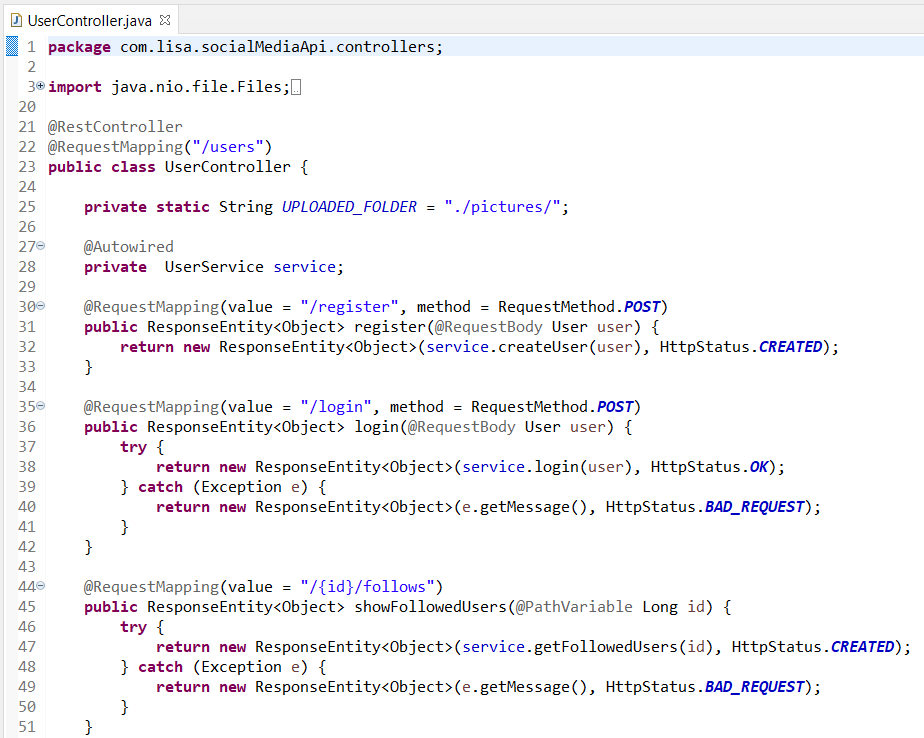 UserController.java
1 package com.lisa.socialMediaApi.controllers;
2
3 import java.nio.file.Files;
20
21 @RestController
22 @RequestMapping("/users")
23 public class UserController {
24
25     private static String UPLOADED_FOLDER = "./pictures/";
26
27     @Autowired
28     private  UserService service;
29
30     @RequestMapping(value = "/register", method = RequestMethod.POST)
31     public ResponseEntity<Object> register(@RequestBody User user) {
32         return new ResponseEntity<Object>(service.createUser(user), HttpStatus.CREATED);
33     }
34
35     @RequestMapping(value = "/login", method = RequestMethod.POST)
36     public ResponseEntity<Object> login(@RequestBody User user) {
37         try {
38             return new ResponseEntity<Object>(service.login(user), HttpStatus.OK);
39         } catch (Exception e) {
40             return new ResponseEntity<Object>(e.getMessage(), HttpStatus.BAD_REQUEST);
41         }
42     }
43
44     @RequestMapping(value = "/{id}/follows")
45     public ResponseEntity<Object> showFollowedUsers(@PathVariable Long id) {
46         try {
47             return new ResponseEntity<Object>(service.getFollowedUsers(id), HttpStatus.CREATED);
48         } catch (Exception e) {
49             return new ResponseEntity<Object>(e.getMessage(), HttpStatus.BAD_REQUEST);
50         }
51     }